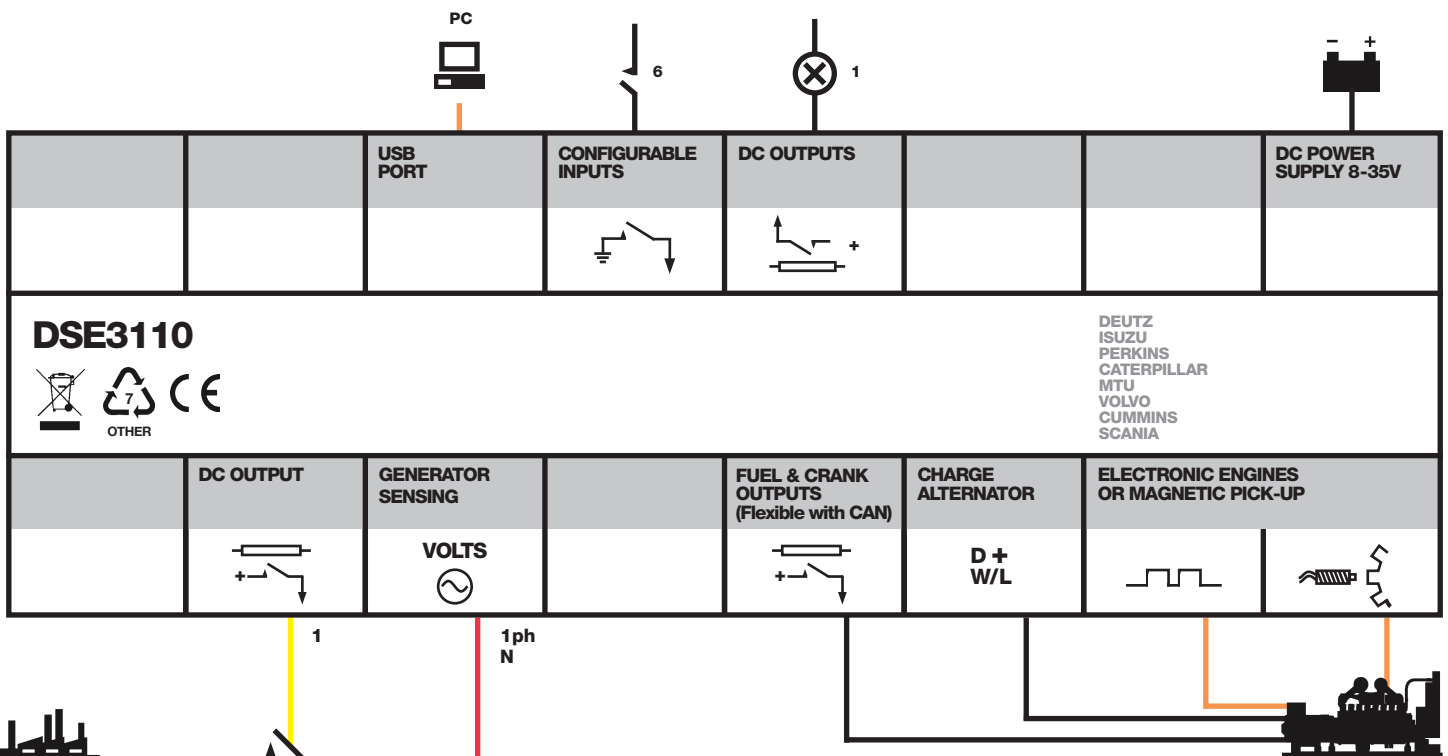 PC
6
1
- +
USB
PORT
CONFIGURABLE
INPUTS
DC OUTPUTS
DC POWER
SUPPLY 8-35V
+
DSE3110
7
OTHER
CE
DEUTZ
ISUZU
PERKINS
CATERPILLAR
MTU
VOLVO
CUMMINS
SCANIA
DC OUTPUT
GENERATOR
SENSING
FUEL & CRANK
OUTPUTS
(Flexible with CAN)
CHARGE
ALTERNATOR
ELECTRONIC ENGINES
OR MAGNETIC PICK-UP
+
VOLTS
+
D +
W/L
1
1ph
N